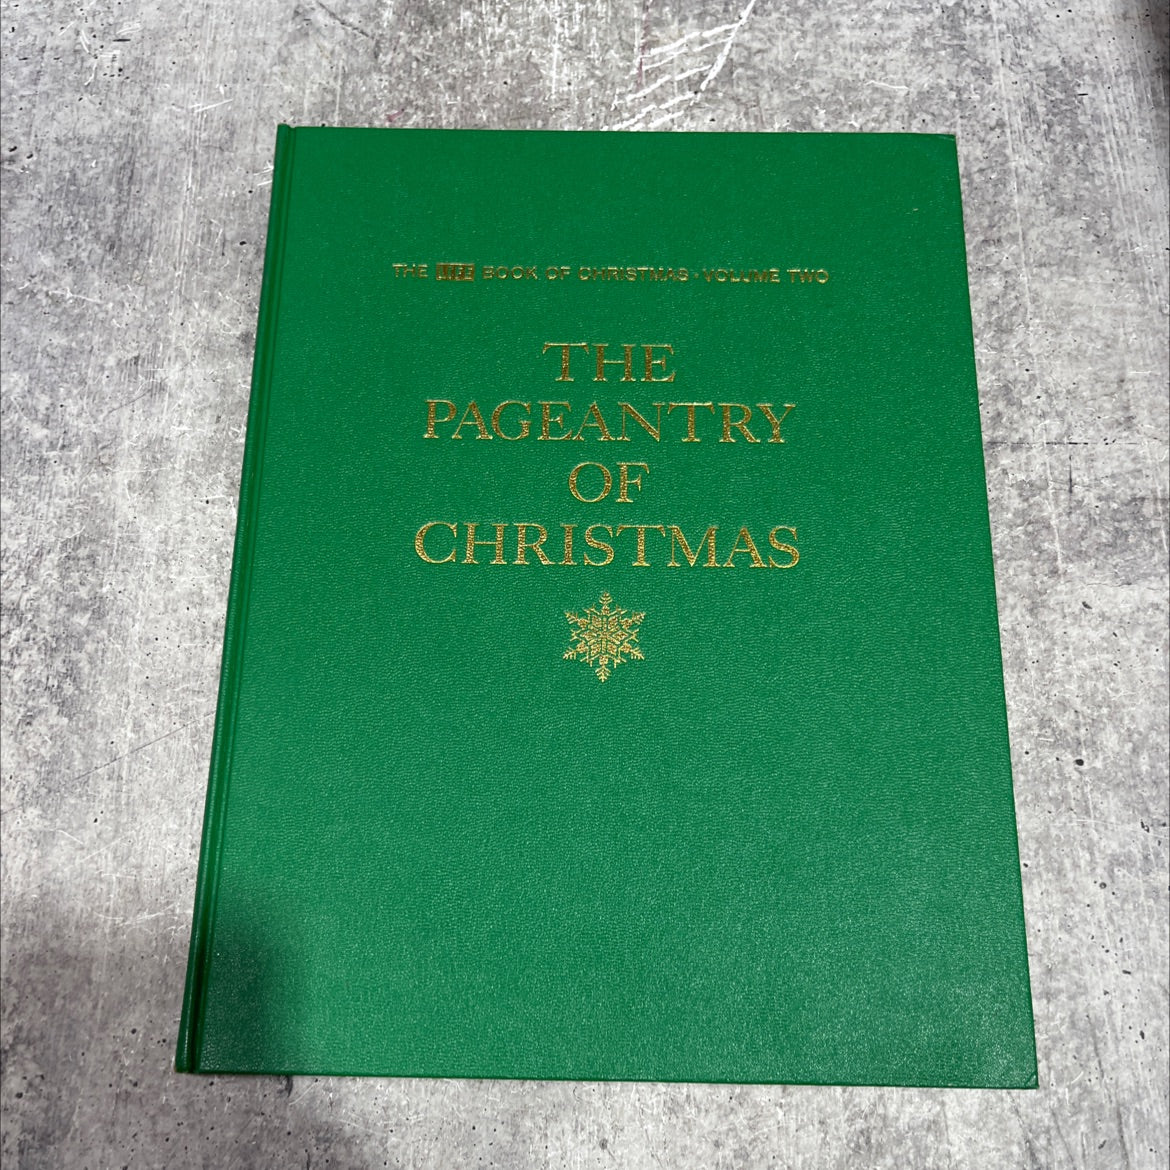 THE LIFE BOOK OF CHRISTMAS · VOLUME TWO
THE
PAGEANTRY
OF
CHRISTMAS